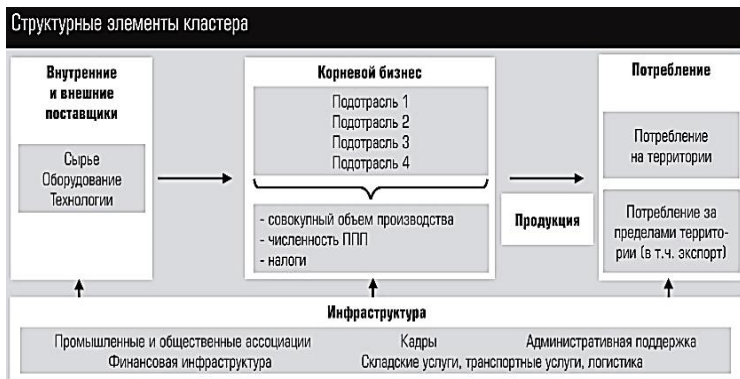 Структурные элементы кластера
Внутренние
и внешние
поставщики
Сырье
Оборудование
Технологии
Корневой бизнес
Подотрасль 1
Подотрасль 2
Подотрасль 3
Подотрасль 4
- совокупный объем производства
- численность ППП
- налоги
Продукция
Потребление
Потребление
на территории
Потребление за
пределами террито-
рии (в т.ч. экспорт)
Инфраструктура
Промышленные и общественные ассоциации
Кадры
Административная поддержка
Финансовая инфраструктура
Складские услуги, транспортные услуги, логистика